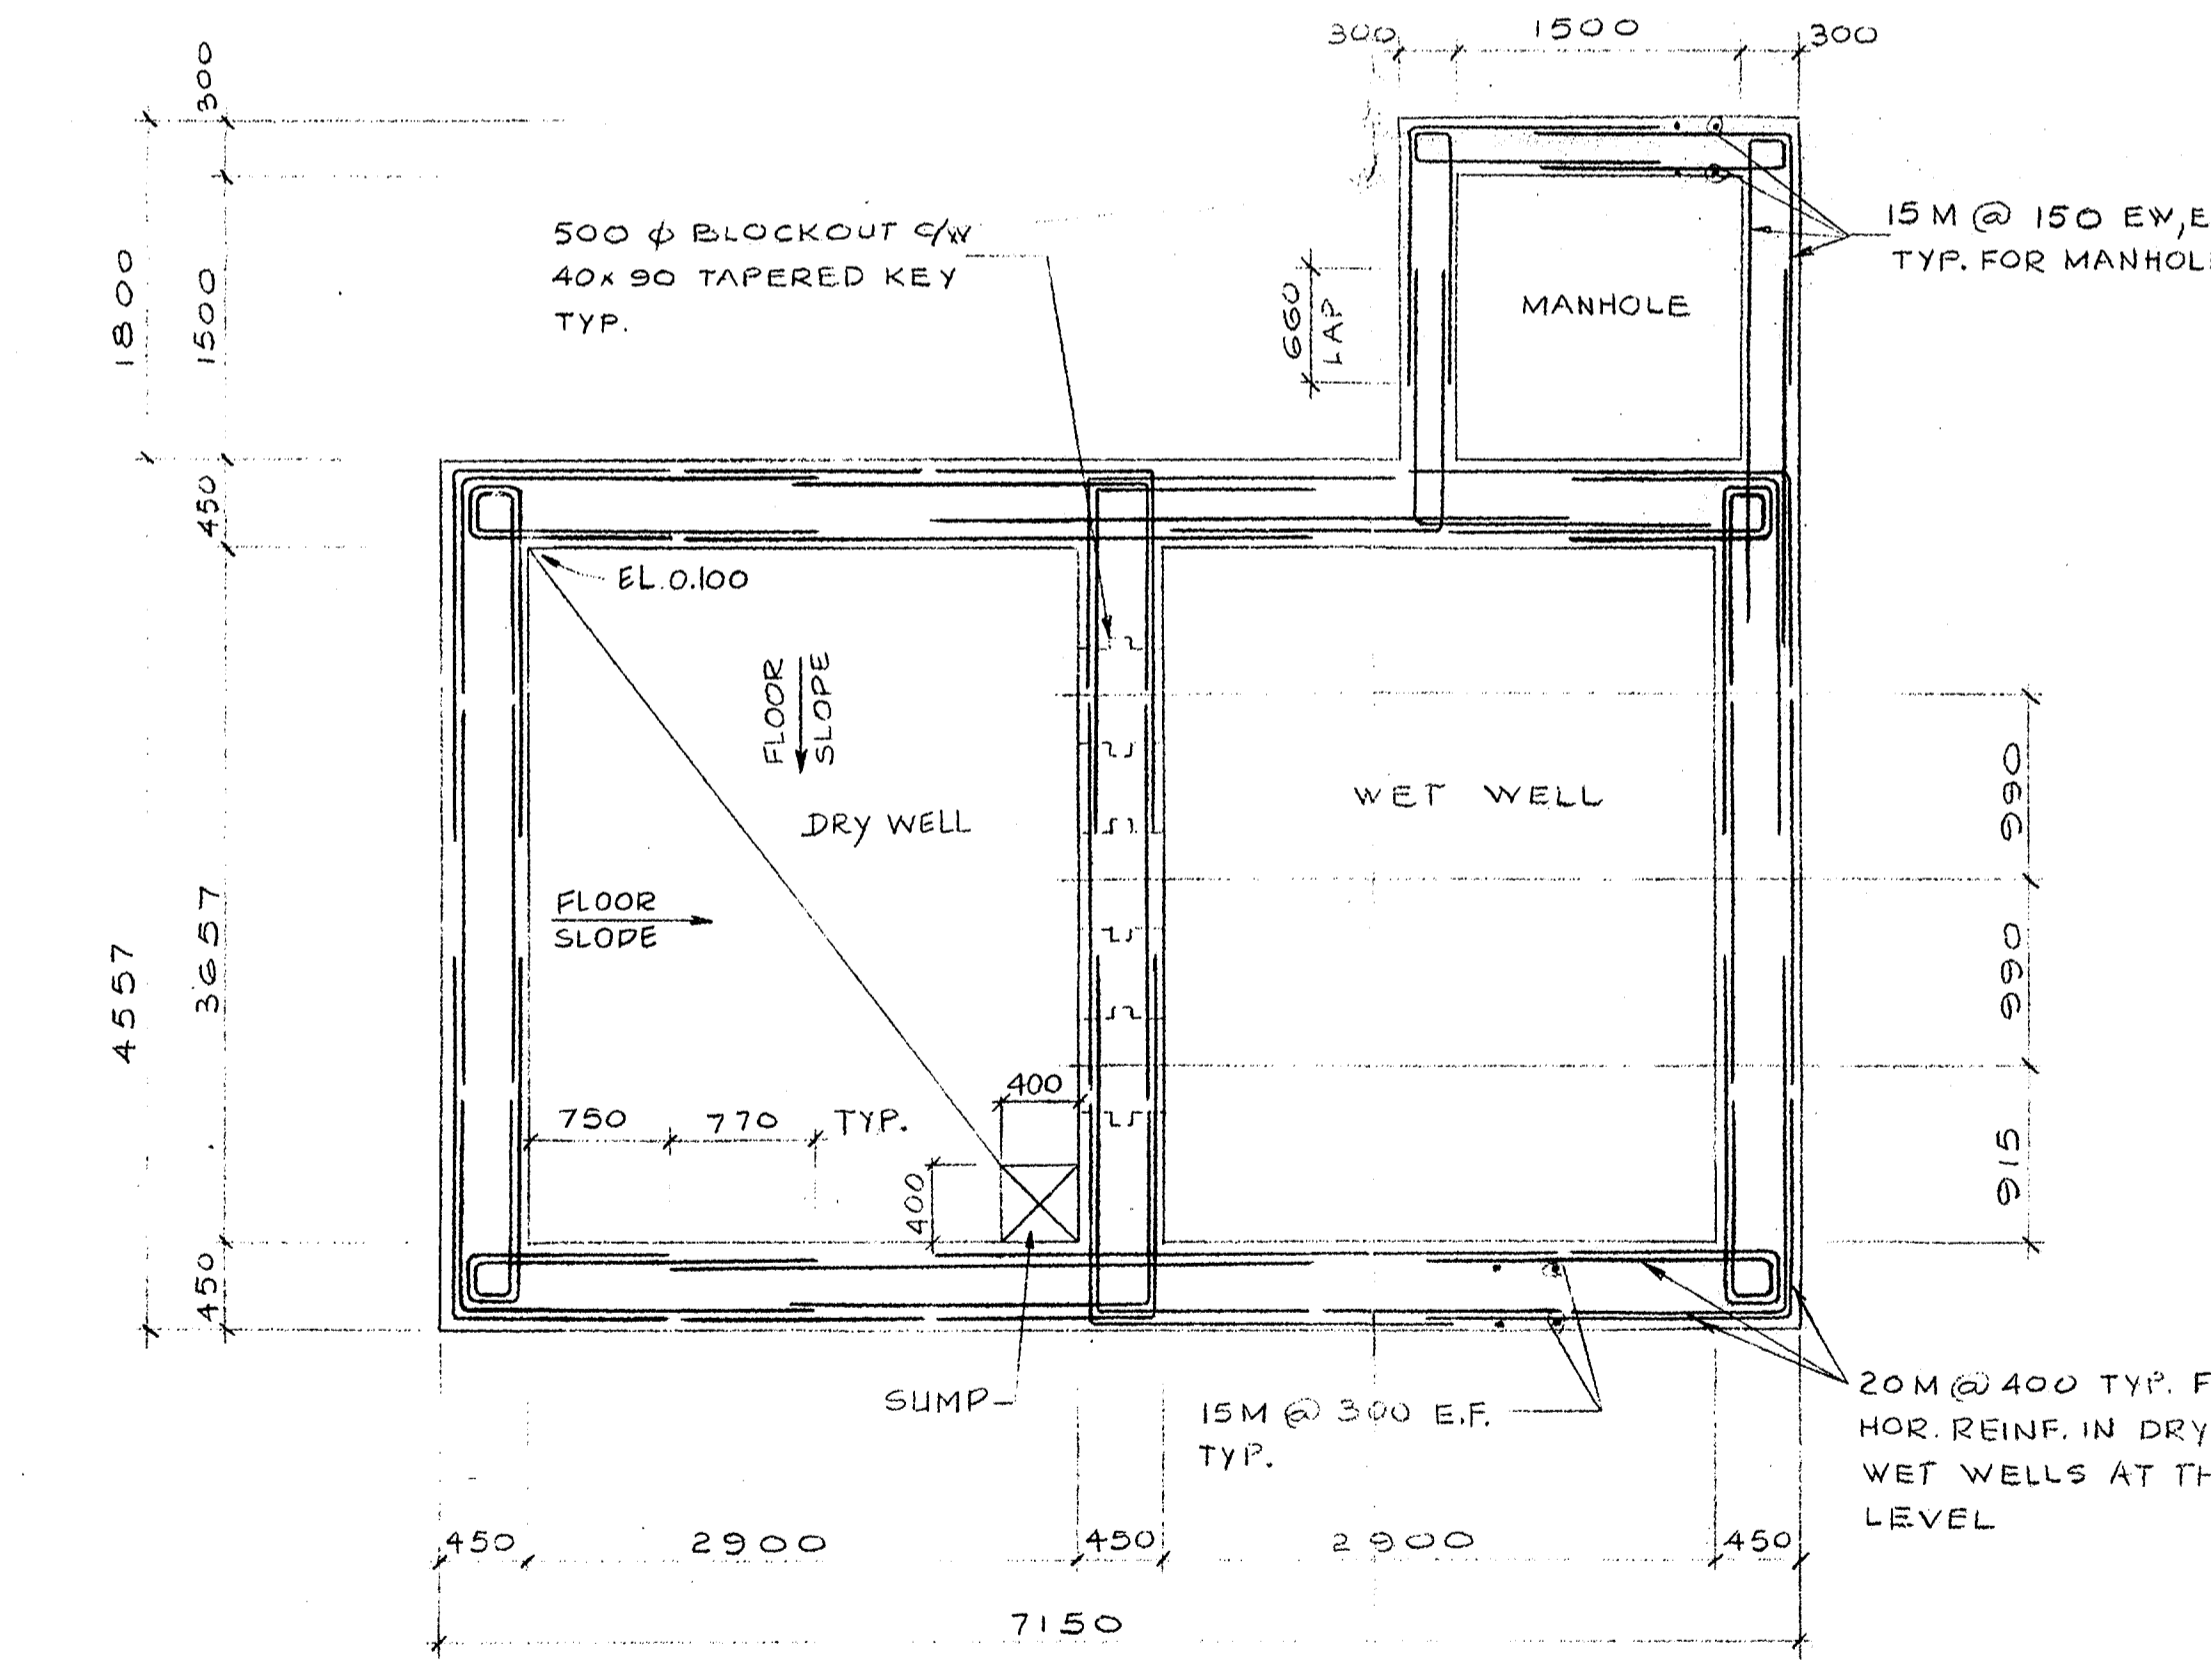 300 1500 300
300
1800
1500
500 ϕ BLOCKOUT C/W
40x90 TAPERED KEY
TYP.
660
LAP
MANHOLE
15M @ 150 EW,E
TYP. FOR MANHOL
450
EL.0.100
FLOOR
SLOPE
DRY WELL
WET WELL
990
FLOOR
SLOPE
4557
3657
990
400
750 770 TYP.
400
915
450
SUMP
15M @ 300 E.F.
TYP.
20M @ 400 TYP. F
HOR. REINF. IN DRY
WET WELLS AT TH
LEVEL
450 2900 450 2900 450
7150